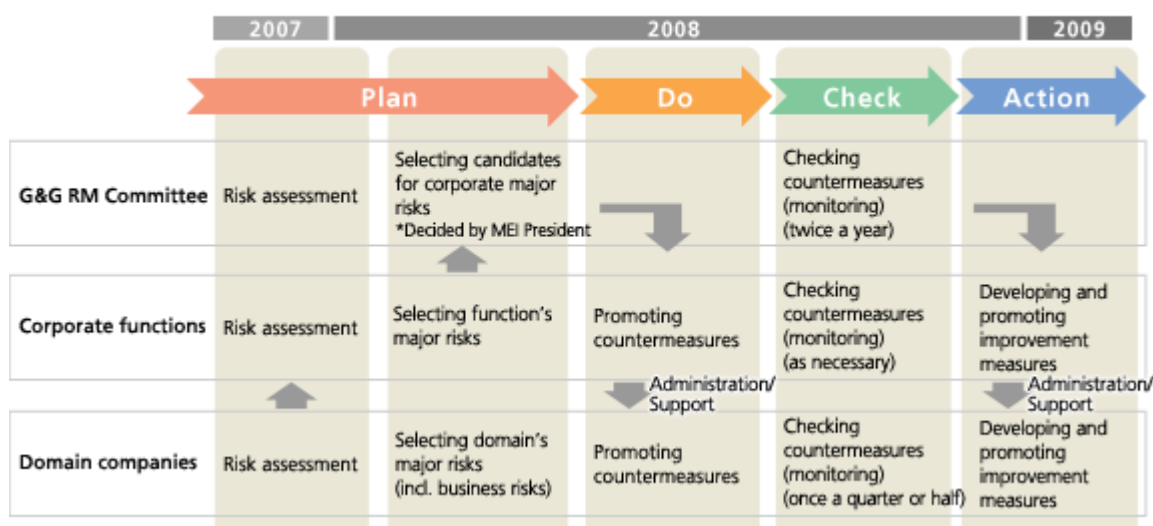 2007 2008 2009
Plan Do Check Action
G&G RM Committee
Risk assessment
Selecting candidates
for corporate major
risks
*Decided by MEI President
Checking
countermeasures
(monitoring)
(twice a year)
Corporate functions
Risk assessment
Selecting function's
major risks
Promoting
countermeasures
Checking
countermeasures
(monitoring)
(as necessary)
Developing and
promoting
improvement
measures
Administration/
Support
Administration/
Support
Domain companies
Risk assessment
Selecting domain's
major risks
(incl. business risks)
Promoting
countermeasures
Checking
countermeasures
(monitoring)
(once a quarter or half)
Developing and
promoting
improvement
measures